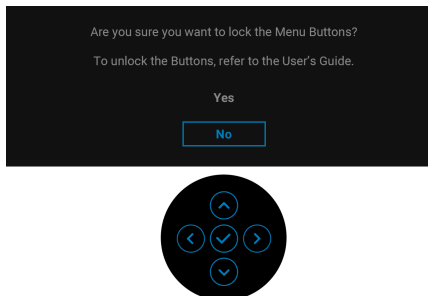 Are you sure you want to lock the Menu Buttons?
To unlock the Buttons, refer to the User's Guide.
Yes
No